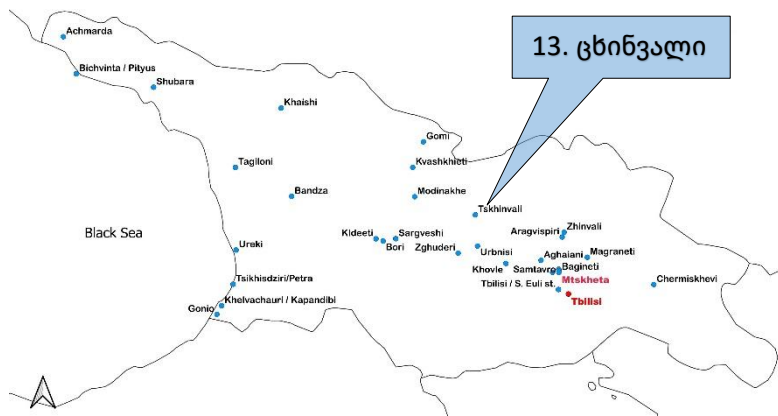 13. ცხინვალი
Achmarda
Bichvinta / Pityus
Shubara
Khaishi
Gomi
Kvashkhieti
Tagiloni
Bandza
Modinakhe
Tskhinvali
Black Sea
Zhinvali
Aragvispiri
Kldeeti
Sargveshi
Bori
Ureki
Zghuderi
Urbnisi
Aghaiani
Magraneti
Khovle
Samtavro
Bagineti
Tsikhisdziri/Petra
Tbilisi / S. Euli st.
Mtskheta
Chermiskhevi
Tbilisi
Khelvachauri / Kapandibi
Gonio